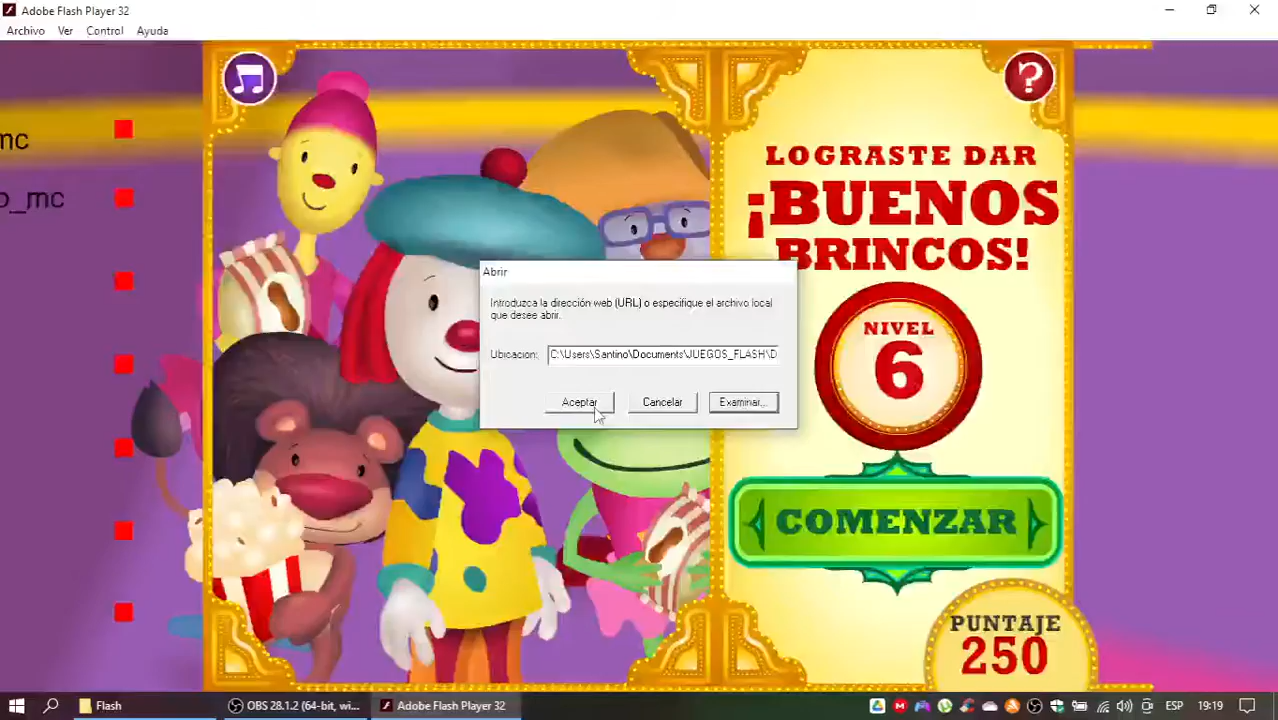 Adobe Flash Player 32
Archivo Ver Control Ayuda
mc
o_mc
LOGRASTE DAR
¡BUENOS
BRINCOS!
NIVEL
6
COMENZAR
PUNTAJE
250
Abrir
Introduzca la dirección web (URL) o especifique el archivo local
que desee abrir.
Ubicación: C:\Users\Santino\Documents\JUEGOS_FLASH\D
Aceptar Cancelar Examinar...
Flash OBS 28.1.2 (64-bit, wi... Adobe Flash Player 32 ESP 19:19